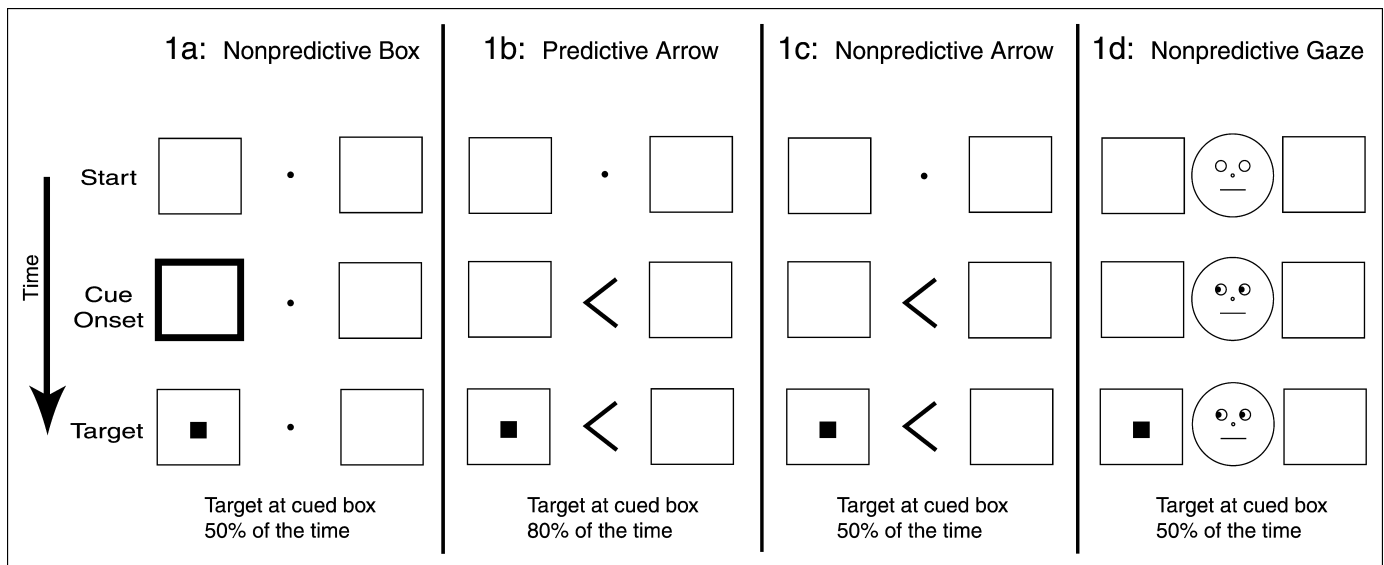 1a: Nonpredictive Box
1b: Predictive Arrow
1c: Nonpredictive Arrow
1d: Nonpredictive Gaze
Time
Start
Cue
Onset
Target
Target at cued box
50% of the time
Target at cued box
80% of the time
Target at cued box
50% of the time
Target at cued box
50% of the time